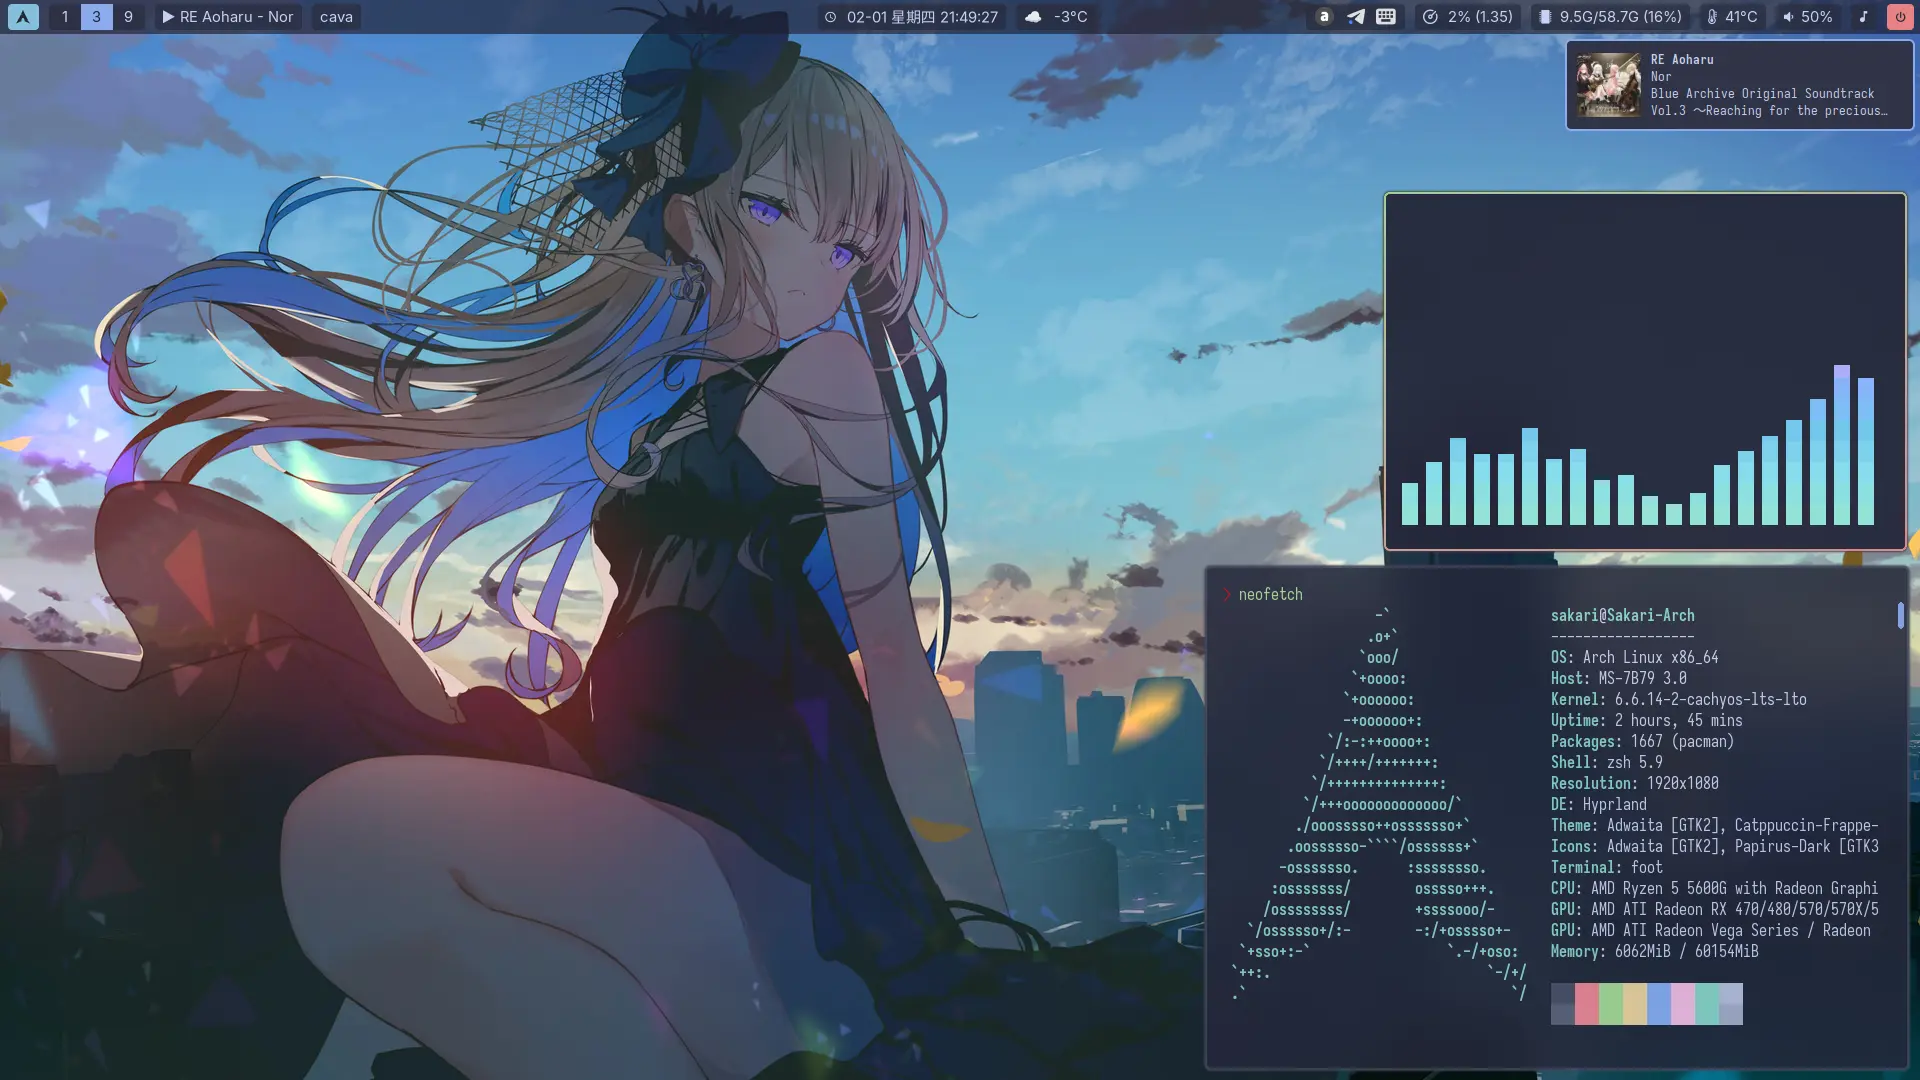 1 3 9 RE Aoharu - Nor cava 02-01 星期四 21:49:27 -3°C a 2% (1.35) 9.5G/58.7G (16%) 41°C 50%
RE Aoharu
Nor
Blue Archive Original Soundtrack
Vol.3 ～Reaching for the precious…
neofetch
-`
.o+`
`ooo/
`+oooo:
`+oooooo:
-+oooooo+:
`/:-:++oooo+:
`/++++/+++++++:
`/++++++++++++++:
`/+++ooooooooooooo/`
./ooosssso++osssssso+`
.oossssso-````/ossssss+`
-osssssso. :ssssssso.
:osssssss/ osssso+++.
/ossssssss/ +ssssooo/-
`/ossssso+/:- -:/+osssso+-
`+sso+:-` `.-/+oso:
`++:. `-/+/
.` `/
sakari@Sakari-Arch
------------------
OS: Arch Linux x86_64
Host: MS-7B79 3.0
Kernel: 6.6.14-2-cachyos-lts-lto
Uptime: 2 hours, 45 mins
Packages: 1667 (pacman)
Shell: zsh 5.9
Resolution: 1920x1080
DE: Hyprland
Theme: Adwaita [GTK2], Catppuccin-Frappe-
Icons: Adwaita [GTK2], Papirus-Dark [GTK3
Terminal: foot
CPU: AMD Ryzen 5 5600G with Radeon Graphi
GPU: AMD ATI Radeon RX 470/480/570/570X/5
GPU: AMD ATI Radeon Vega Series / Radeon
Memory: 6062MiB / 60154MiB